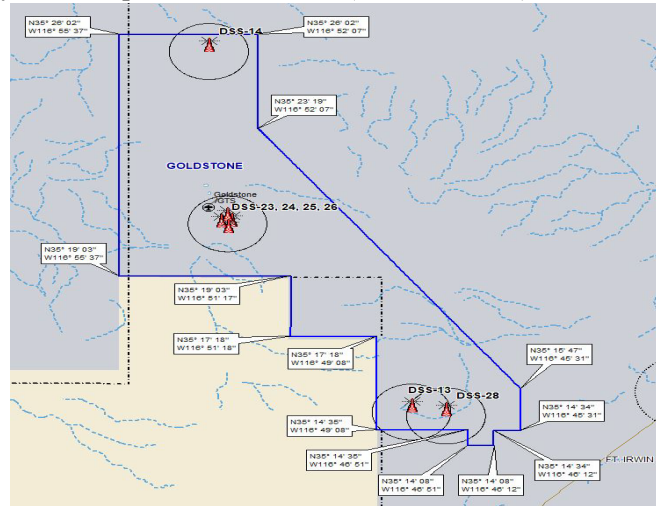 N35° 26' 02"
W116° 55' 37"
DSS-14
N35° 26' 02"
W116° 52' 07"
N35° 23' 19"
W116° 52' 07"
GOLDSTONE
Goldstone
/GTS
DSS-23, 24, 25, 26
N35° 19' 03"
W116° 55' 37"
N35° 19' 03"
W116° 51' 17"
N35° 17' 18"
W116° 51' 18"
N35° 17' 18"
W116° 49' 08"
N35° 15' 47"
W116° 45' 31"
DSS-13
DSS-28
N35° 14' 35"
W116° 49' 08"
N35° 14' 34"
W116° 45' 31"
N35° 14' 35"
W116° 46' 51"
FT. IRWIN
N35° 14' 34"
W116° 46' 12"
N35° 14' 08"
W116° 46' 51"
N35° 14' 08"
W116° 46' 12"